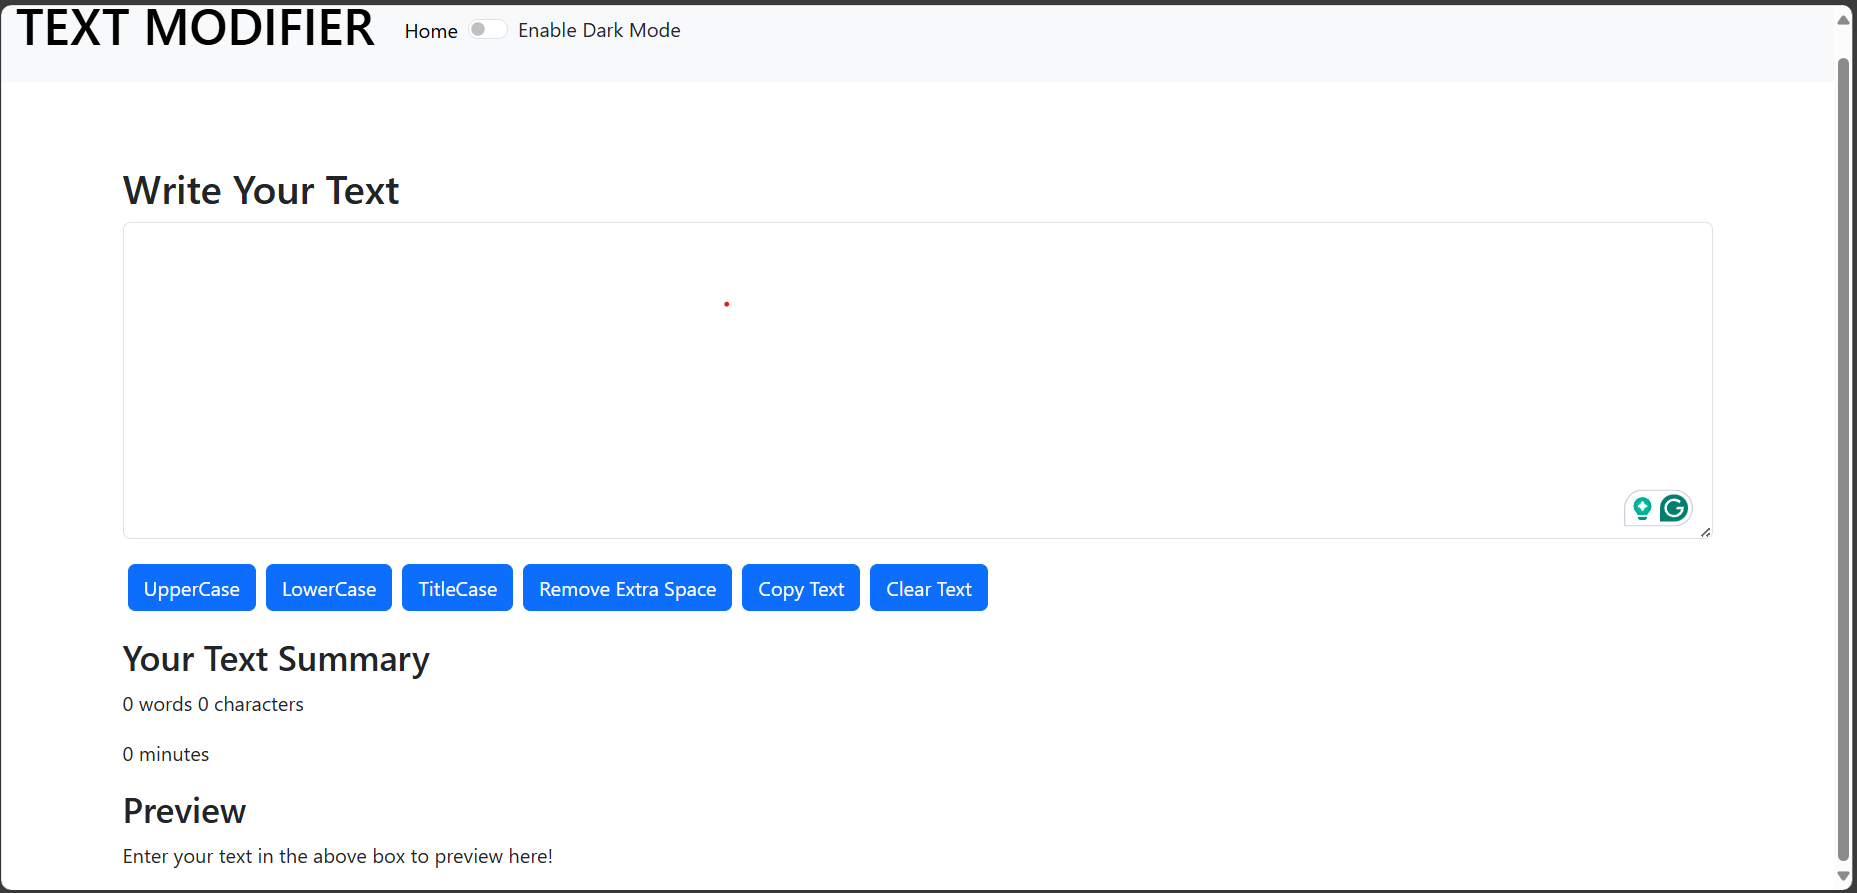 TEXT MODIFIER Home Enable Dark Mode
Write Your Text
UpperCase LowerCase TitleCase Remove Extra Space Copy Text Clear Text
Your Text Summary
0 words 0 characters
0 minutes
Preview
Enter your text in the above box to preview here!